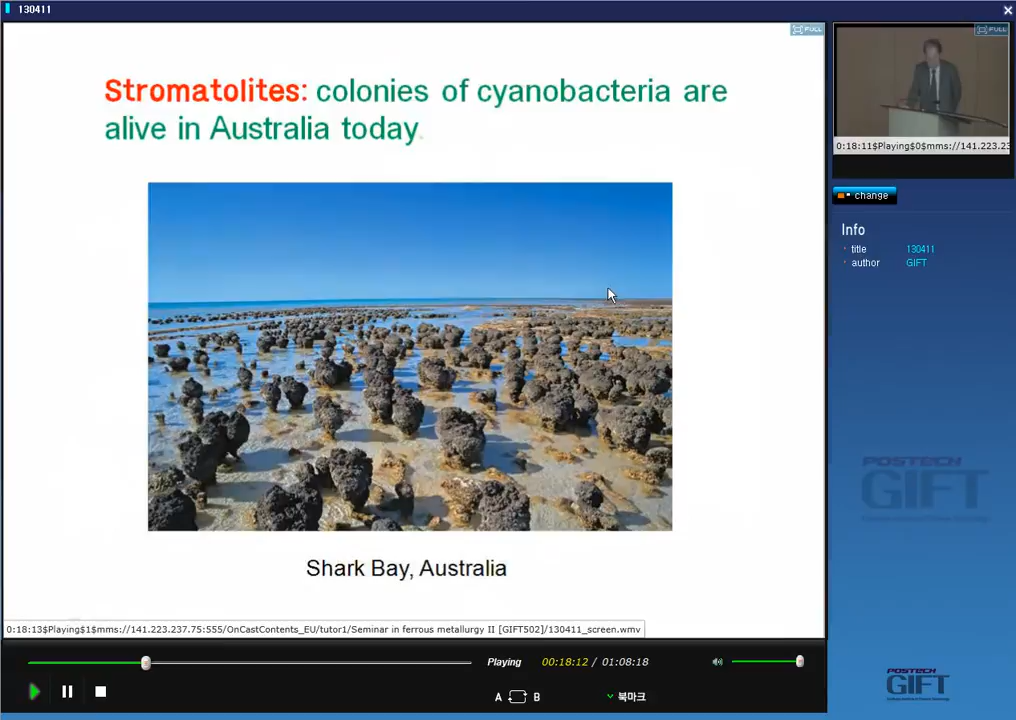 130411
FULL
Stromatolites: colonies of cyanobacteria are
alive in Australia today.
Shark Bay, Australia
0:18:13$Playing$1$mms://141.223.237.75:555/OnCastContents_EU/tutor1/Seminar in ferrous metallurgy II [GIFT502]/130411_screen.wmv
FULL
0:18:11$Playing$0$mms://141.223.23
change
Info
title 130411
author GIFT
POSTECH
GIFT
Playing 00:18:12 / 01:08:18
A B 북마크
POSTECH
GIFT